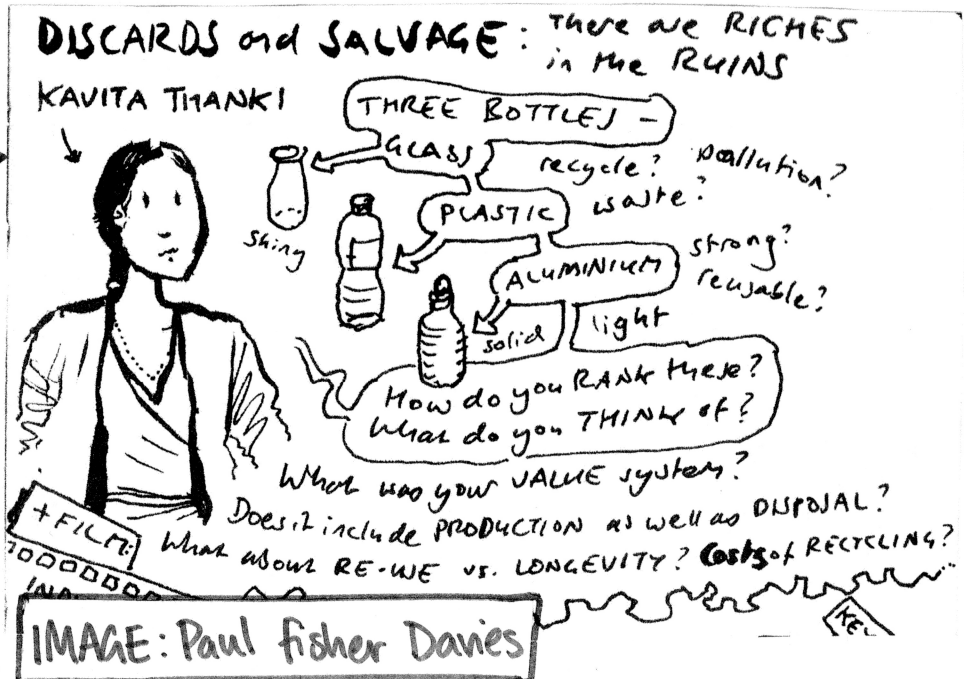 DISCARDS and SALVAGE: There are RICHES
in the RUINS
KAVITA THANKI
THREE BOTTLES —
GLASS
recycle? Pollution?
waste?
PLASTIC
shiny
ALUMINIUM
strong?
reusable?
solid
light
How do you RANK these?
What do you THINK of?
What was your VALUE system?
Does it include PRODUCTION as well as DISPOSAL?
What about RE-USE vs. LONGEVITY? Costs of RECYCLING?
+ FILM:
IMAGE: Paul fisher Davies